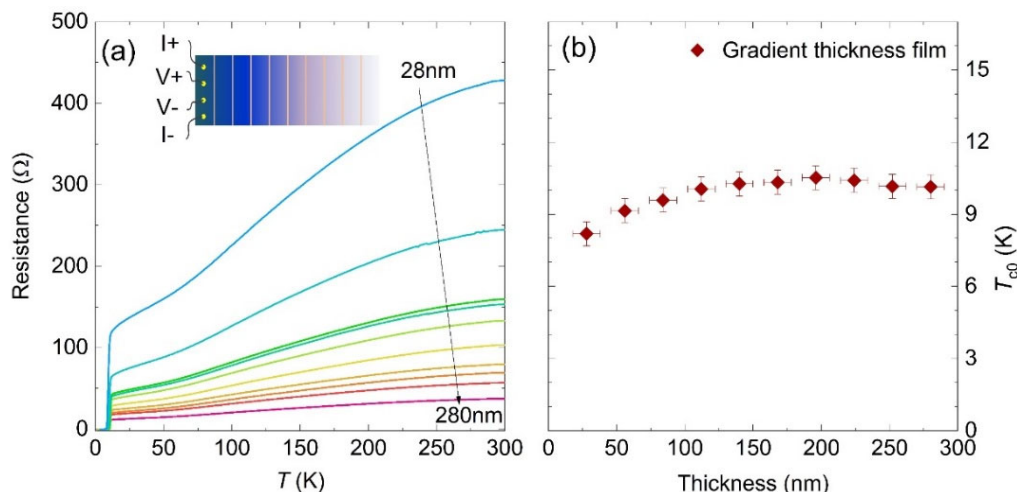 (a)
I+
V+
V-
I-
28nm
280nm
500
400
300
200
100
0
Resistance (Ω)
0 50 100 150 200 250 300
T (K)
(b)
Gradient thickness film
15
12
9
6
3
0
T_c0 (K)
0 50 100 150 200 250 300
Thickness (nm)